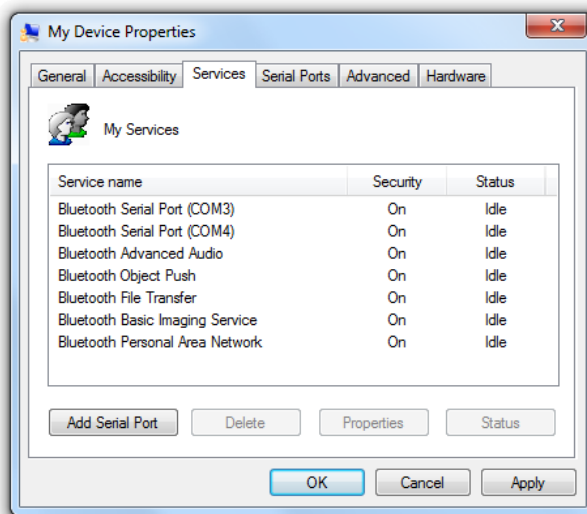 My Device Properties
General Accessibility Services Serial Ports Advanced Hardware
My Services
Service name Security Status
Bluetooth Serial Port (COM3) On Idle
Bluetooth Serial Port (COM4) On Idle
Bluetooth Advanced Audio On Idle
Bluetooth Object Push On Idle
Bluetooth File Transfer On Idle
Bluetooth Basic Imaging Service On Idle
Bluetooth Personal Area Network On Idle
Add Serial Port Delete Properties Status
OK Cancel Apply